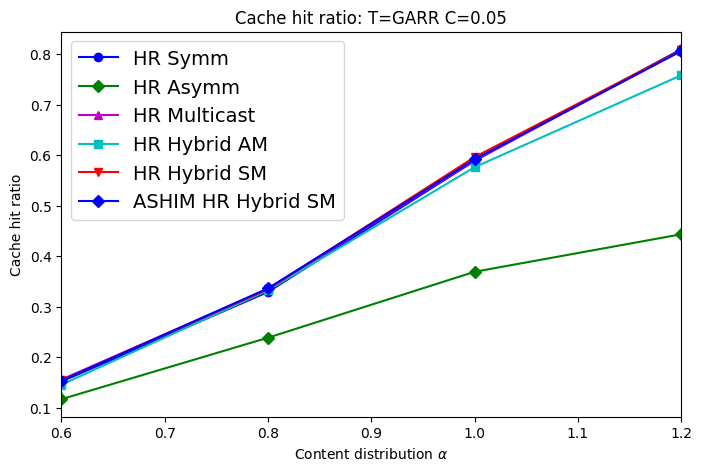 Cache hit ratio: T=GARR C=0.05
HR Symm
HR Asymm
HR Multicast
HR Hybrid AM
HR Hybrid SM
ASHIM HR Hybrid SM
Cache hit ratio
0.8
0.7
0.6
0.5
0.4
0.3
0.2
0.1
0.6 0.7 0.8 0.9 1.0 1.1 1.2
Content distribution α